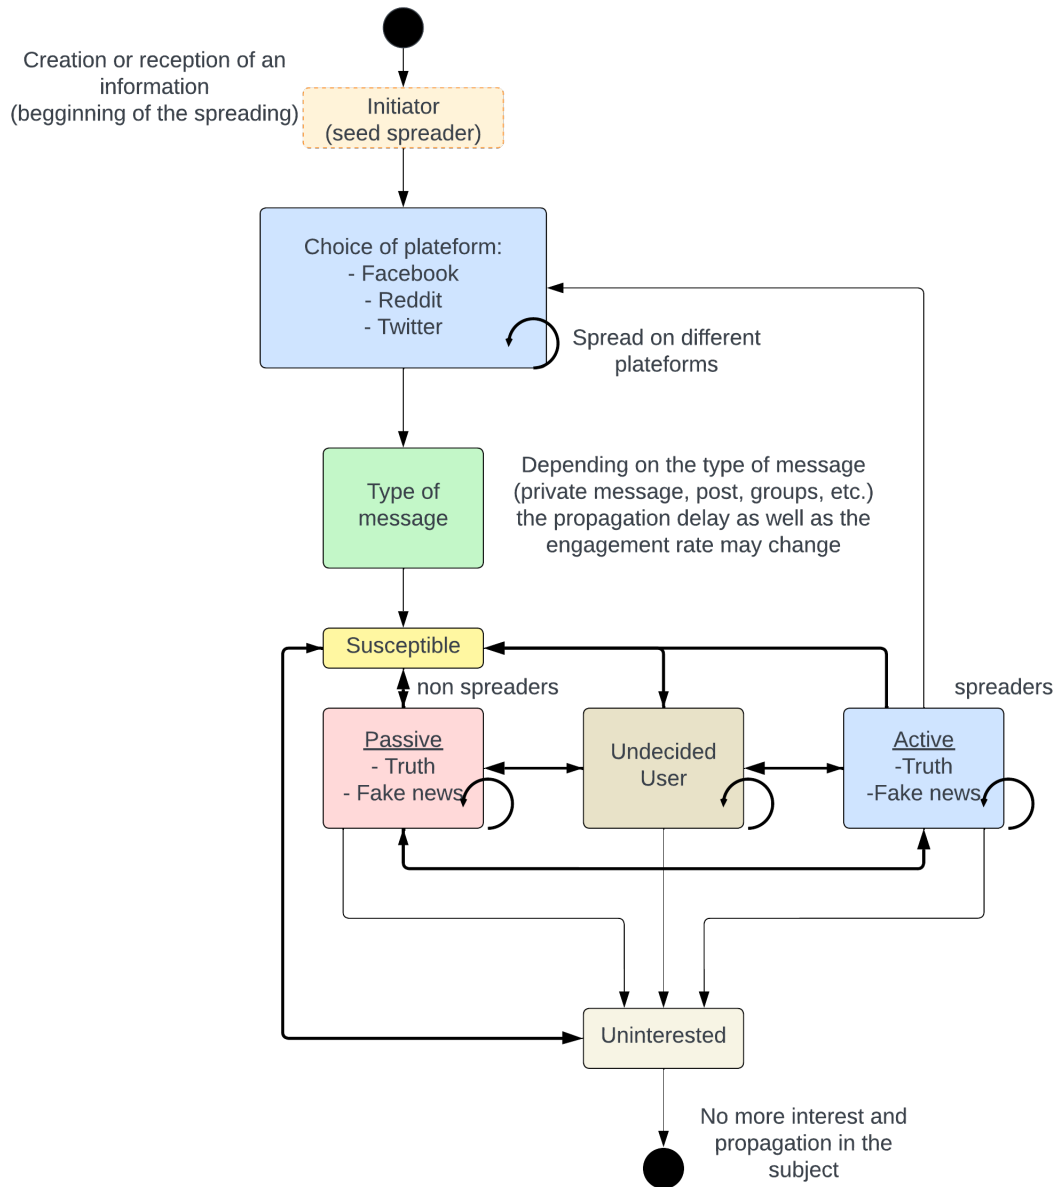 Creation or reception of an
information
(begginning of the spreading)
Initiator
(seed spreader)
Choice of plateform:
- Facebook
- Reddit
- Twitter
Spread on different
plateforms
Type of
message
Depending on the type of message
(private message, post, groups, etc.)
the propagation delay as well as the
engagement rate may change
Susceptible
non spreaders
spreaders
Passive
- Truth
- Fake news
Undecided
User
Active
-Truth
-Fake news
Uninterested
No more interest and
propagation in the
subject